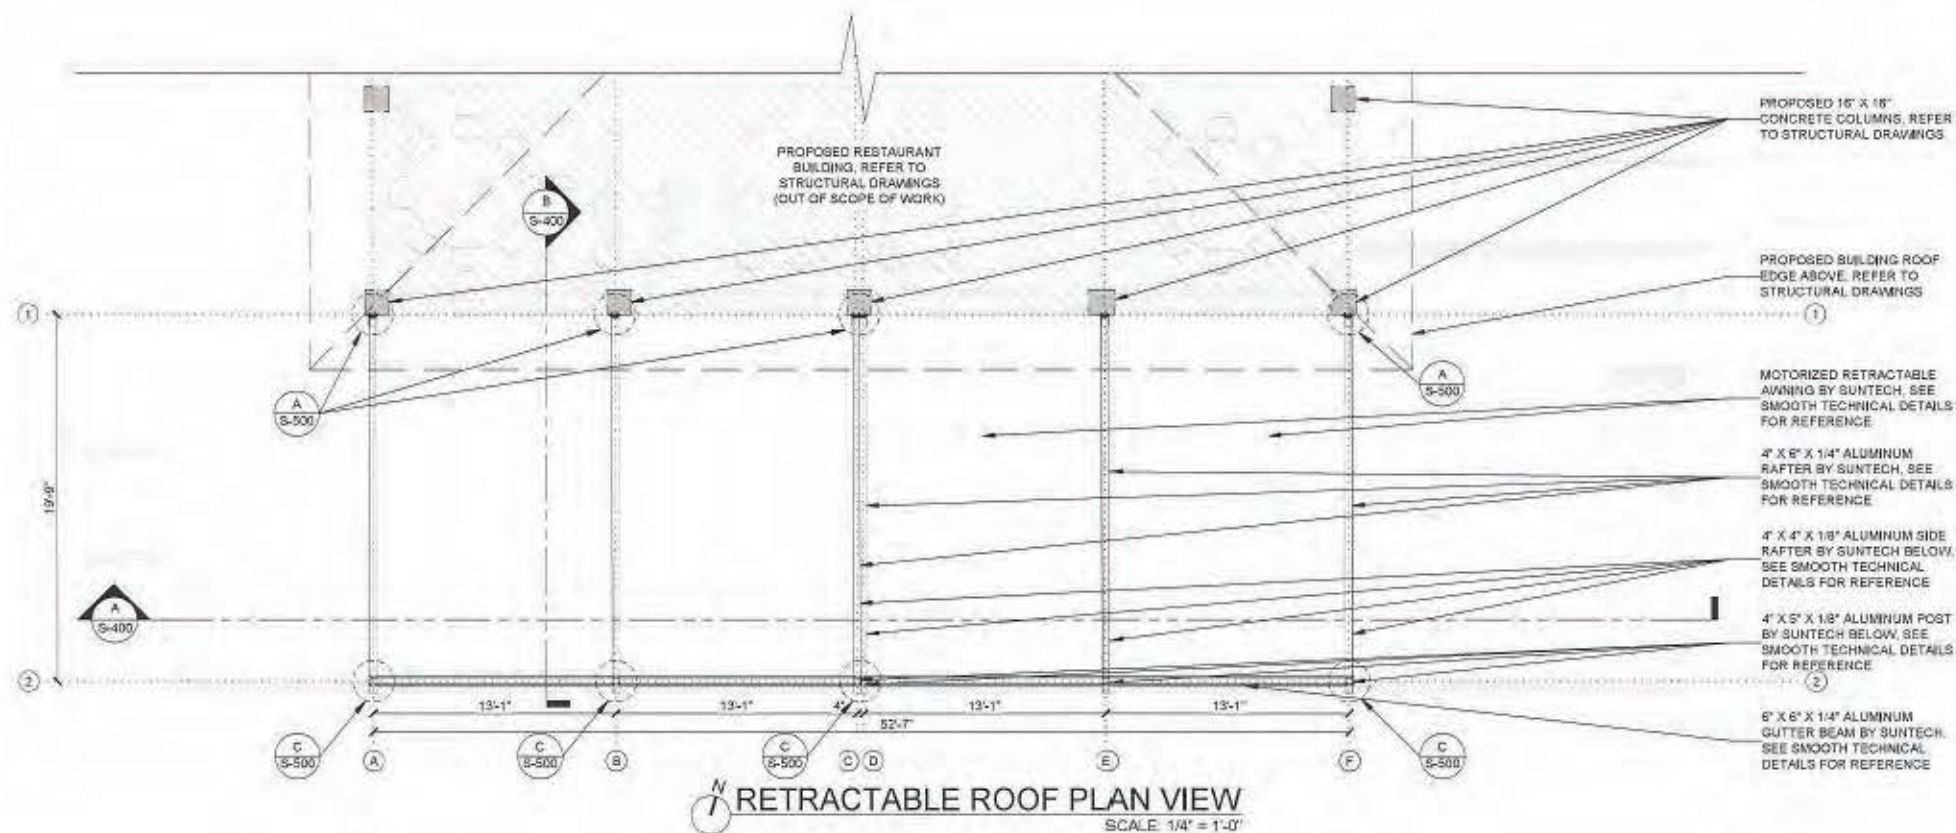 PROPOSED RESTAURANT
BUILDING, REFER TO
STRUCTURAL DRAWINGS
(OUT OF SCOPE OF WORK)
B
S-400
PROPOSED 16" X 16"
CONCRETE COLUMNS, REFER
TO STRUCTURAL DRAWINGS
PROPOSED BUILDING ROOF
EDGE ABOVE, REFER TO
STRUCTURAL DRAWINGS
1
1
A
S-500
A
S-500
MOTORIZED RETRACTABLE
AWNING BY SUNTECH, SEE
SMOOTH TECHNICAL DETAILS
FOR REFERENCE
4" X 6" X 1/4" ALUMINUM
RAFTER BY SUNTECH, SEE
SMOOTH TECHNICAL DETAILS
FOR REFERENCE
19'-9"
4" X 4" X 1/8" ALUMINUM SIDE
RAFTER BY SUNTECH BELOW,
SEE SMOOTH TECHNICAL
DETAILS FOR REFERENCE
A
S-400
4" X 5" X 1/8" ALUMINUM POST
BY SUNTECH BELOW, SEE
SMOOTH TECHNICAL DETAILS
FOR REFERENCE
2
2
13'-1"
13'-1"
4"
13'-1"
13'-1"
52'-7"
6" X 6" X 1/4" ALUMINUM
GUTTER BEAM BY SUNTECH,
SEE SMOOTH TECHNICAL
DETAILS FOR REFERENCE
C
S-500
A
C
S-500
B
C
S-500
C
D
E
F
C
S-500
N
RETRACTABLE ROOF PLAN VIEW
SCALE: 1/4" = 1'-0"